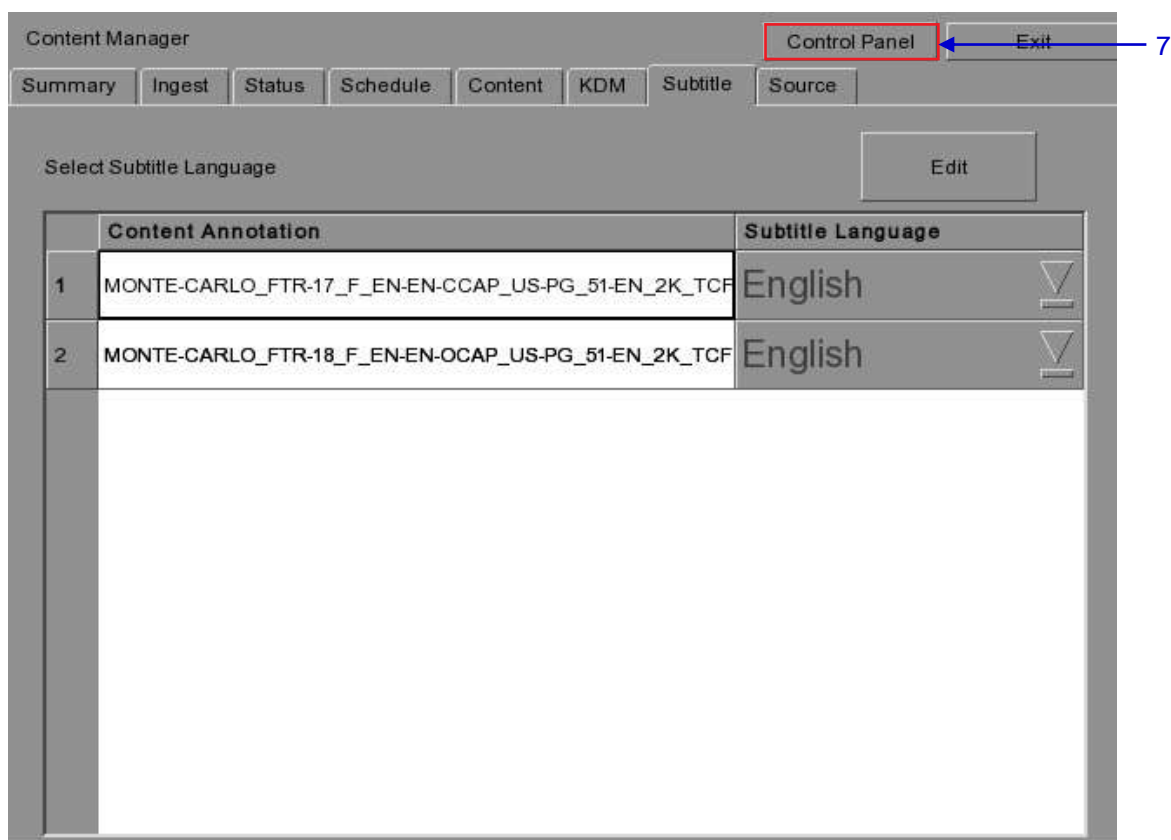 Content Manager Control Panel Exit 7
Summary Ingest Status Schedule Content KDM Subtitle Source
Select Subtitle Language Edit
Content Annotation Subtitle Language
1 MONTE-CARLO_FTR-17_F_EN-EN-CCAP_US-PG_51-EN_2K_TCF English
2 MONTE-CARLO_FTR-18_F_EN-EN-OCAP_US-PG_51-EN_2K_TCF English